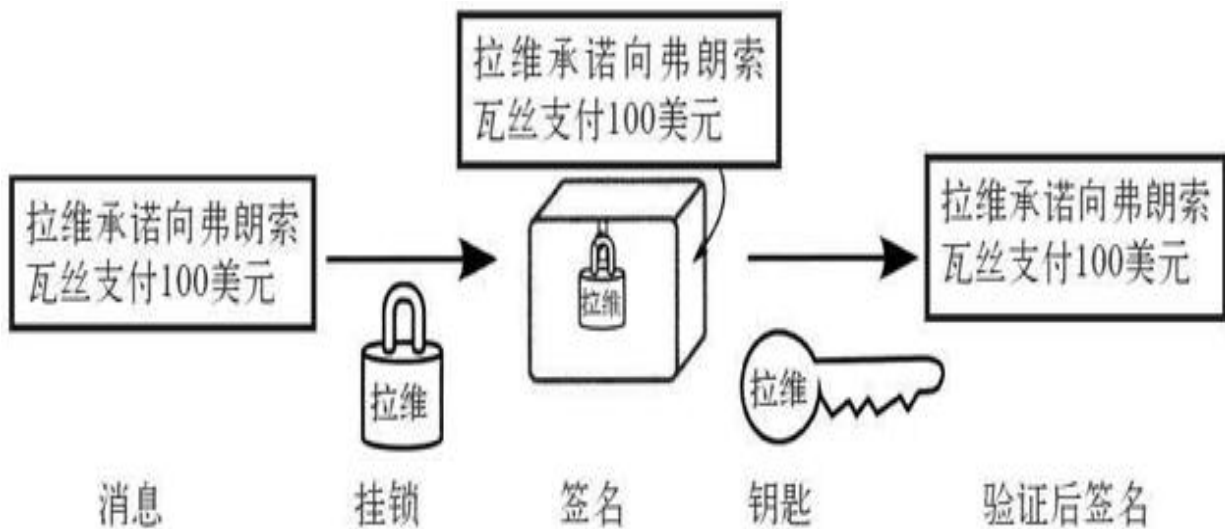 拉维承诺向弗朗索
瓦丝支付100美元
拉维承诺向弗朗索
瓦丝支付100美元
拉维承诺向弗朗索
瓦丝支付100美元
拉维
拉维
拉维
消息
挂锁
签名
钥匙
验证后签名